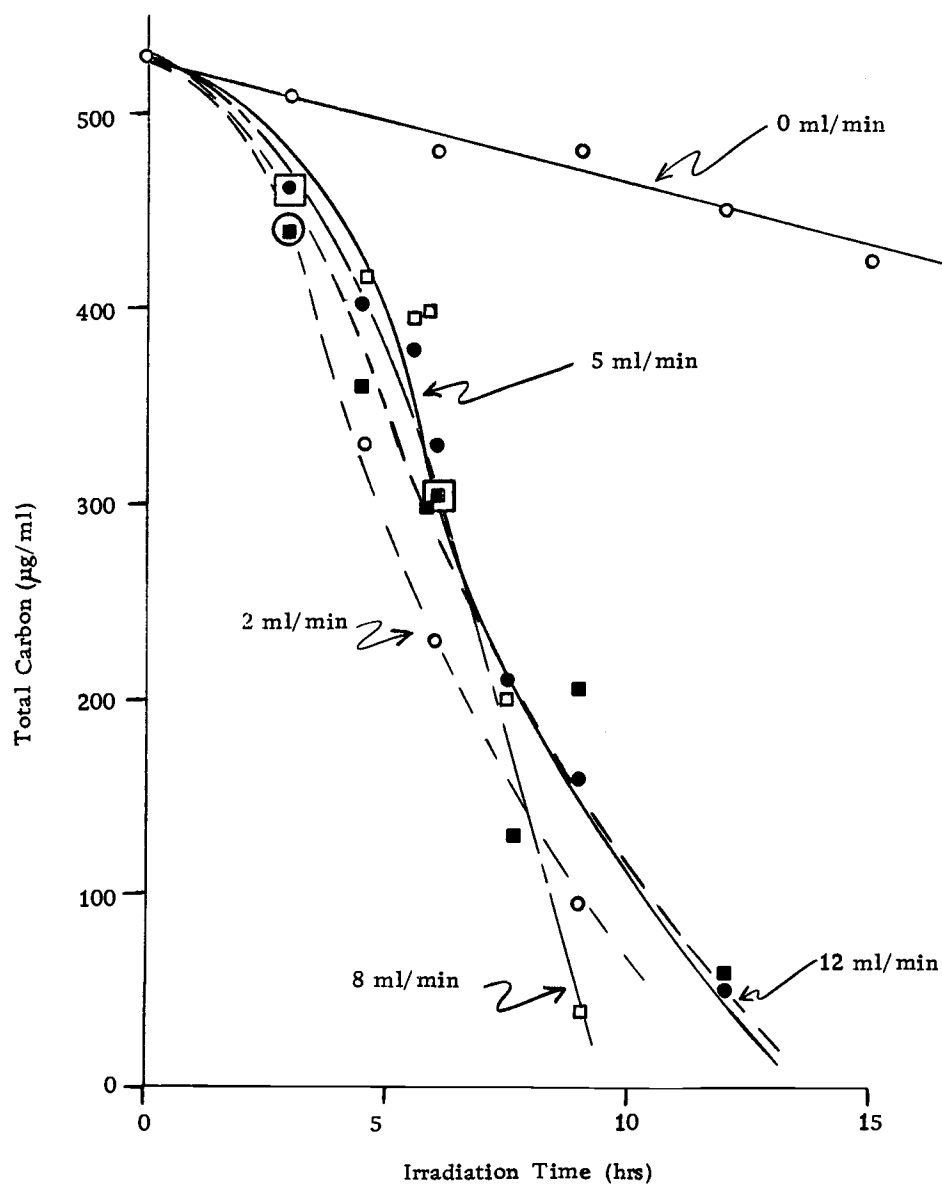 500
400
300
200
100
0
0
5
10
15
Total Carbon (µg/ml)
Irradiation Time (hrs)
0 ml/min
5 ml/min
2 ml/min
8 ml/min
12 ml/min